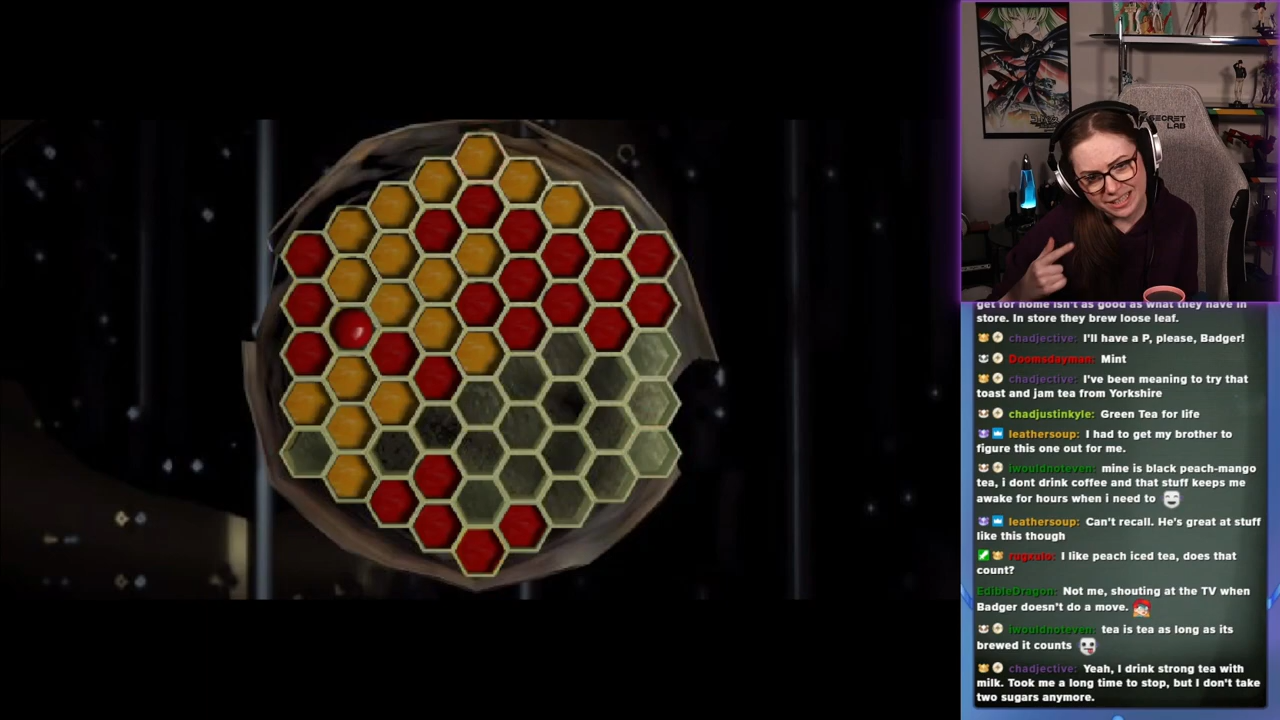 SECRET
LAB
get for home isn't as good as what they have in
store. In store they brew loose leaf.
chadjective: I'll have a P, please, Badger!
Doomsdayman: Mint
chadjective: I've been meaning to try that
toast and jam tea from Yorkshire
chadjustinkyle: Green Tea for life
leathersoup: I had to get my brother to
figure this one out for me.
iwouldnoteven: mine is black peach-mango
tea, i dont drink coffee and that stuff keeps me
awake for hours when i need to
leathersoup: Can't recall. He's great at stuff
like this though
rugxulo: I like peach iced tea, does that
count?
EdibleDragon: Not me, shouting at the TV when
Badger doesn't do a move.
iwouldnoteven: tea is tea as long as its
brewed it counts
chadjective: Yeah, I drink strong tea with
milk. Took me a long time to stop, but I don't take
two sugars anymore.